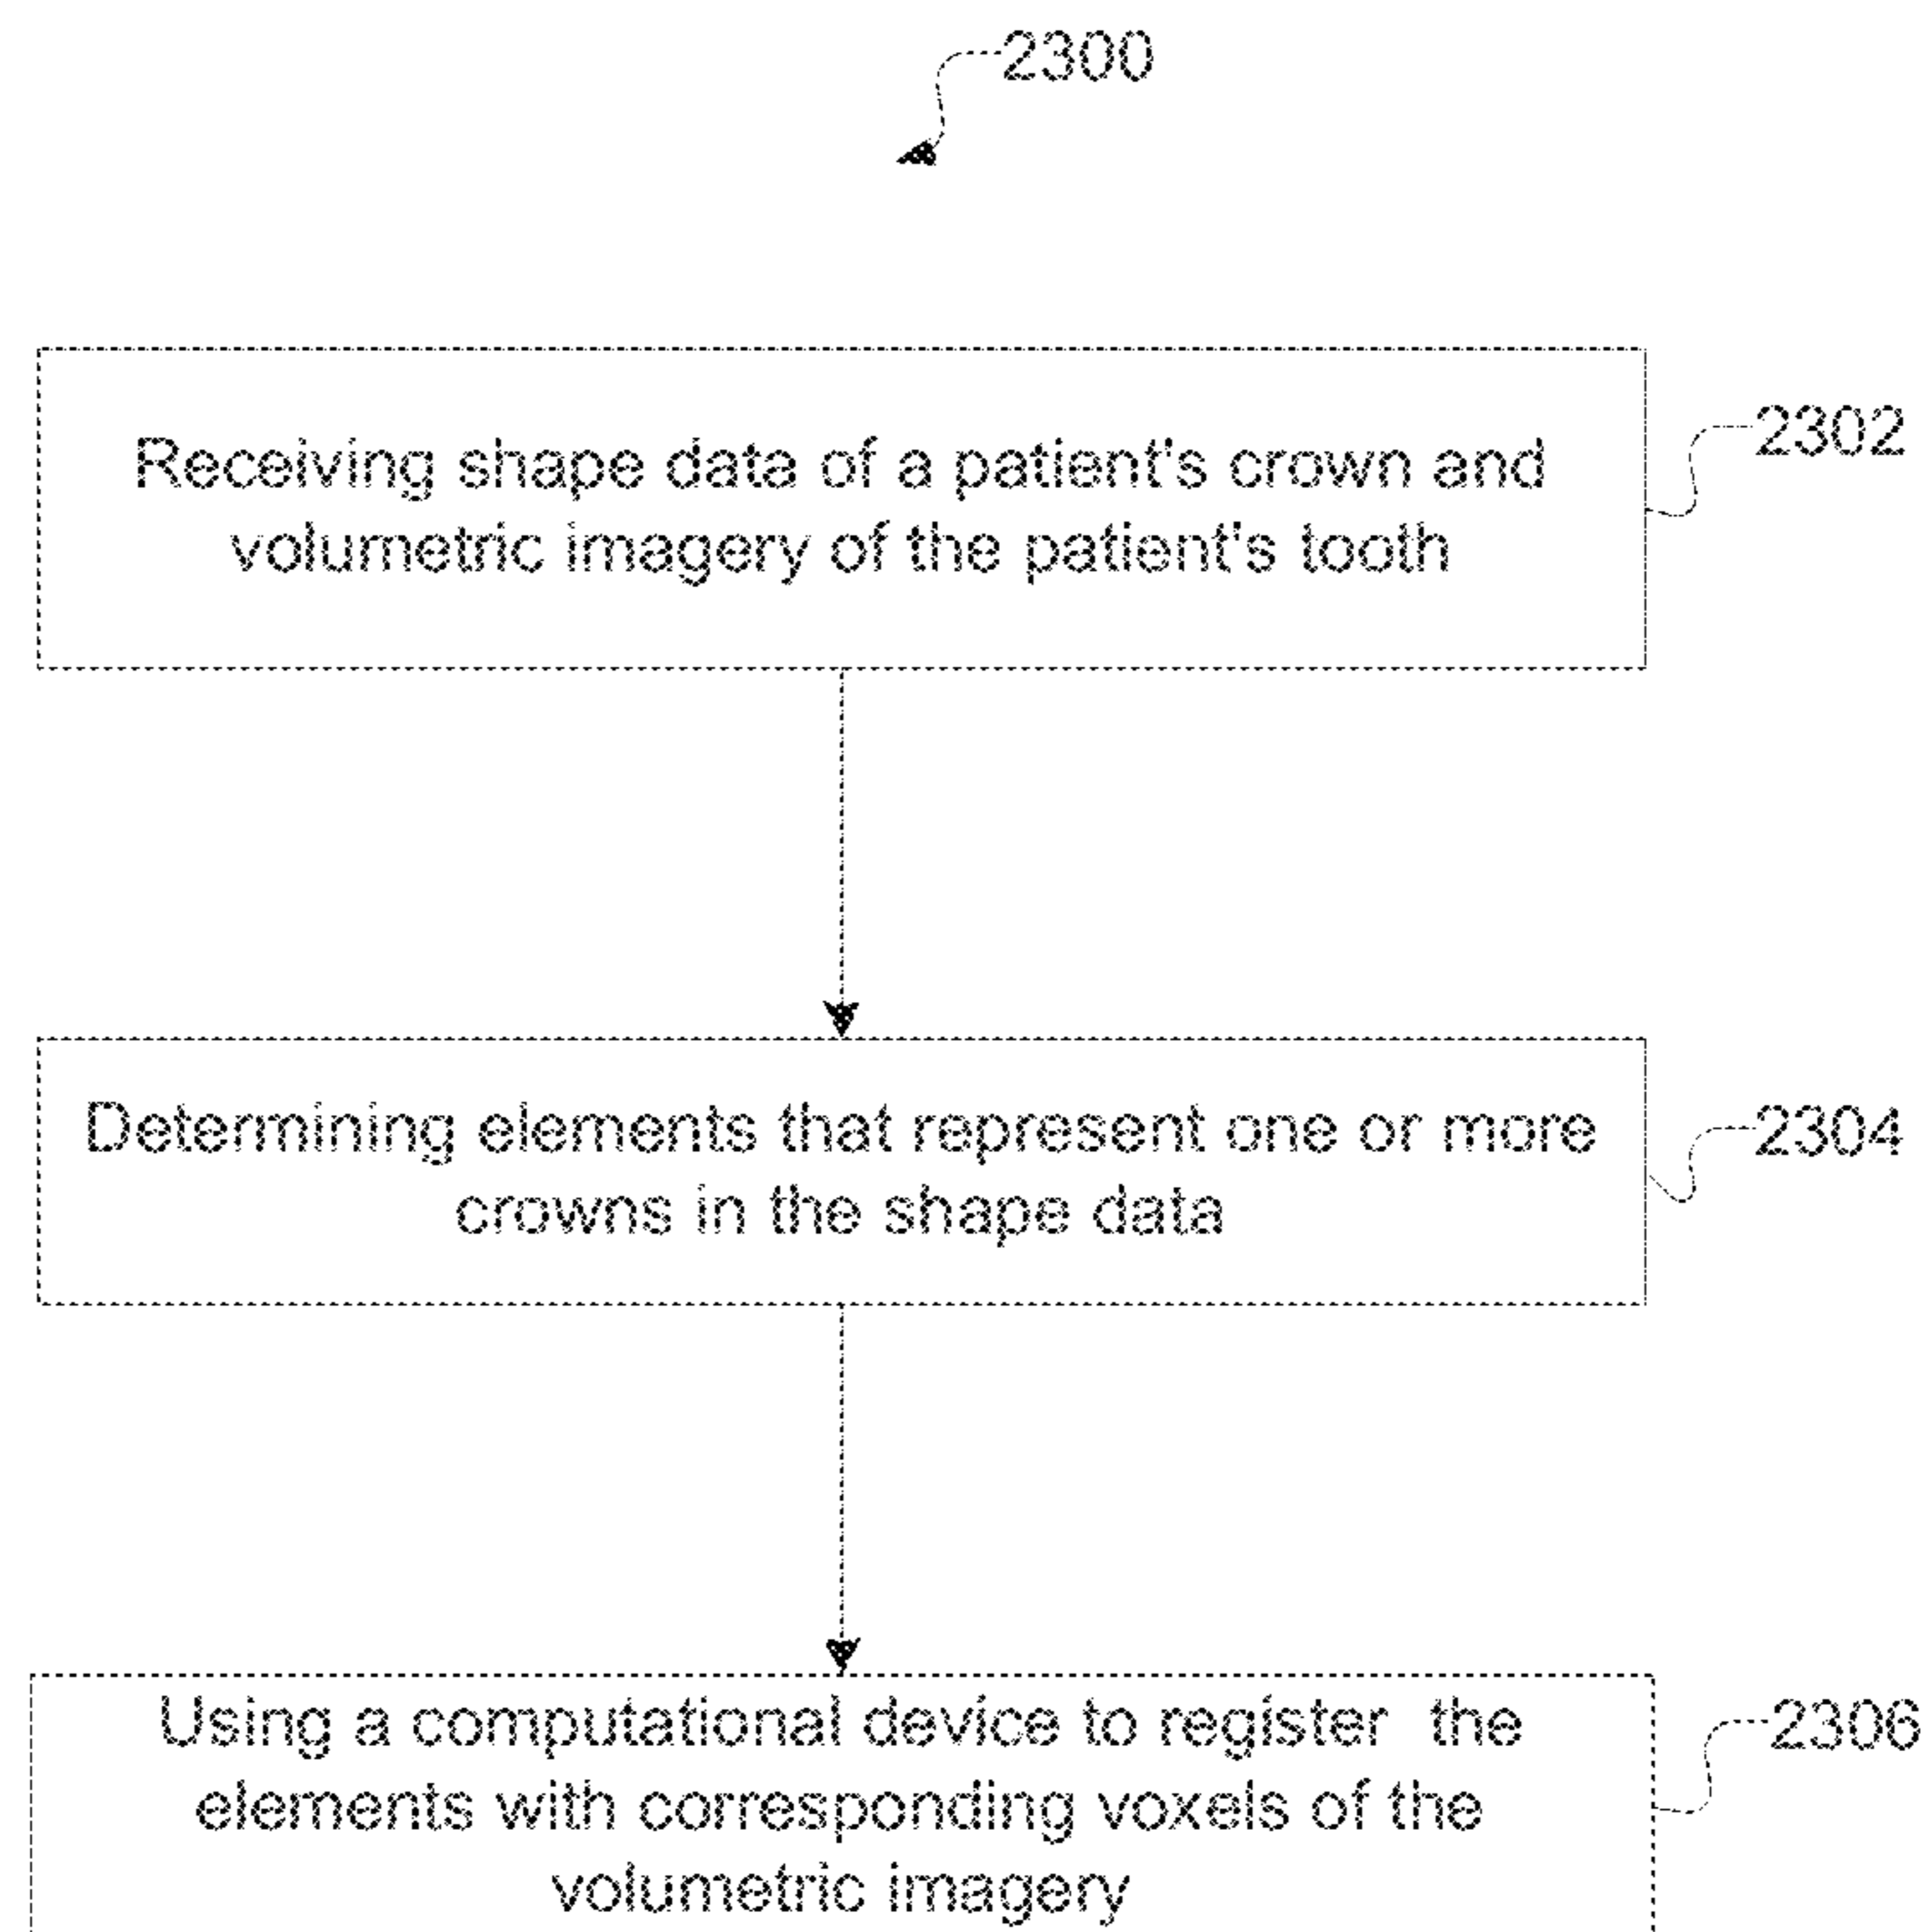 2300
Receiving shape data of a patient's crown and
volumetric imagery of the patient's tooth
2302
Determining elements that represent one or more
crowns in the shape data
2304
Using a computational device to register the
elements with corresponding voxels of the
volumetric imagery
2306